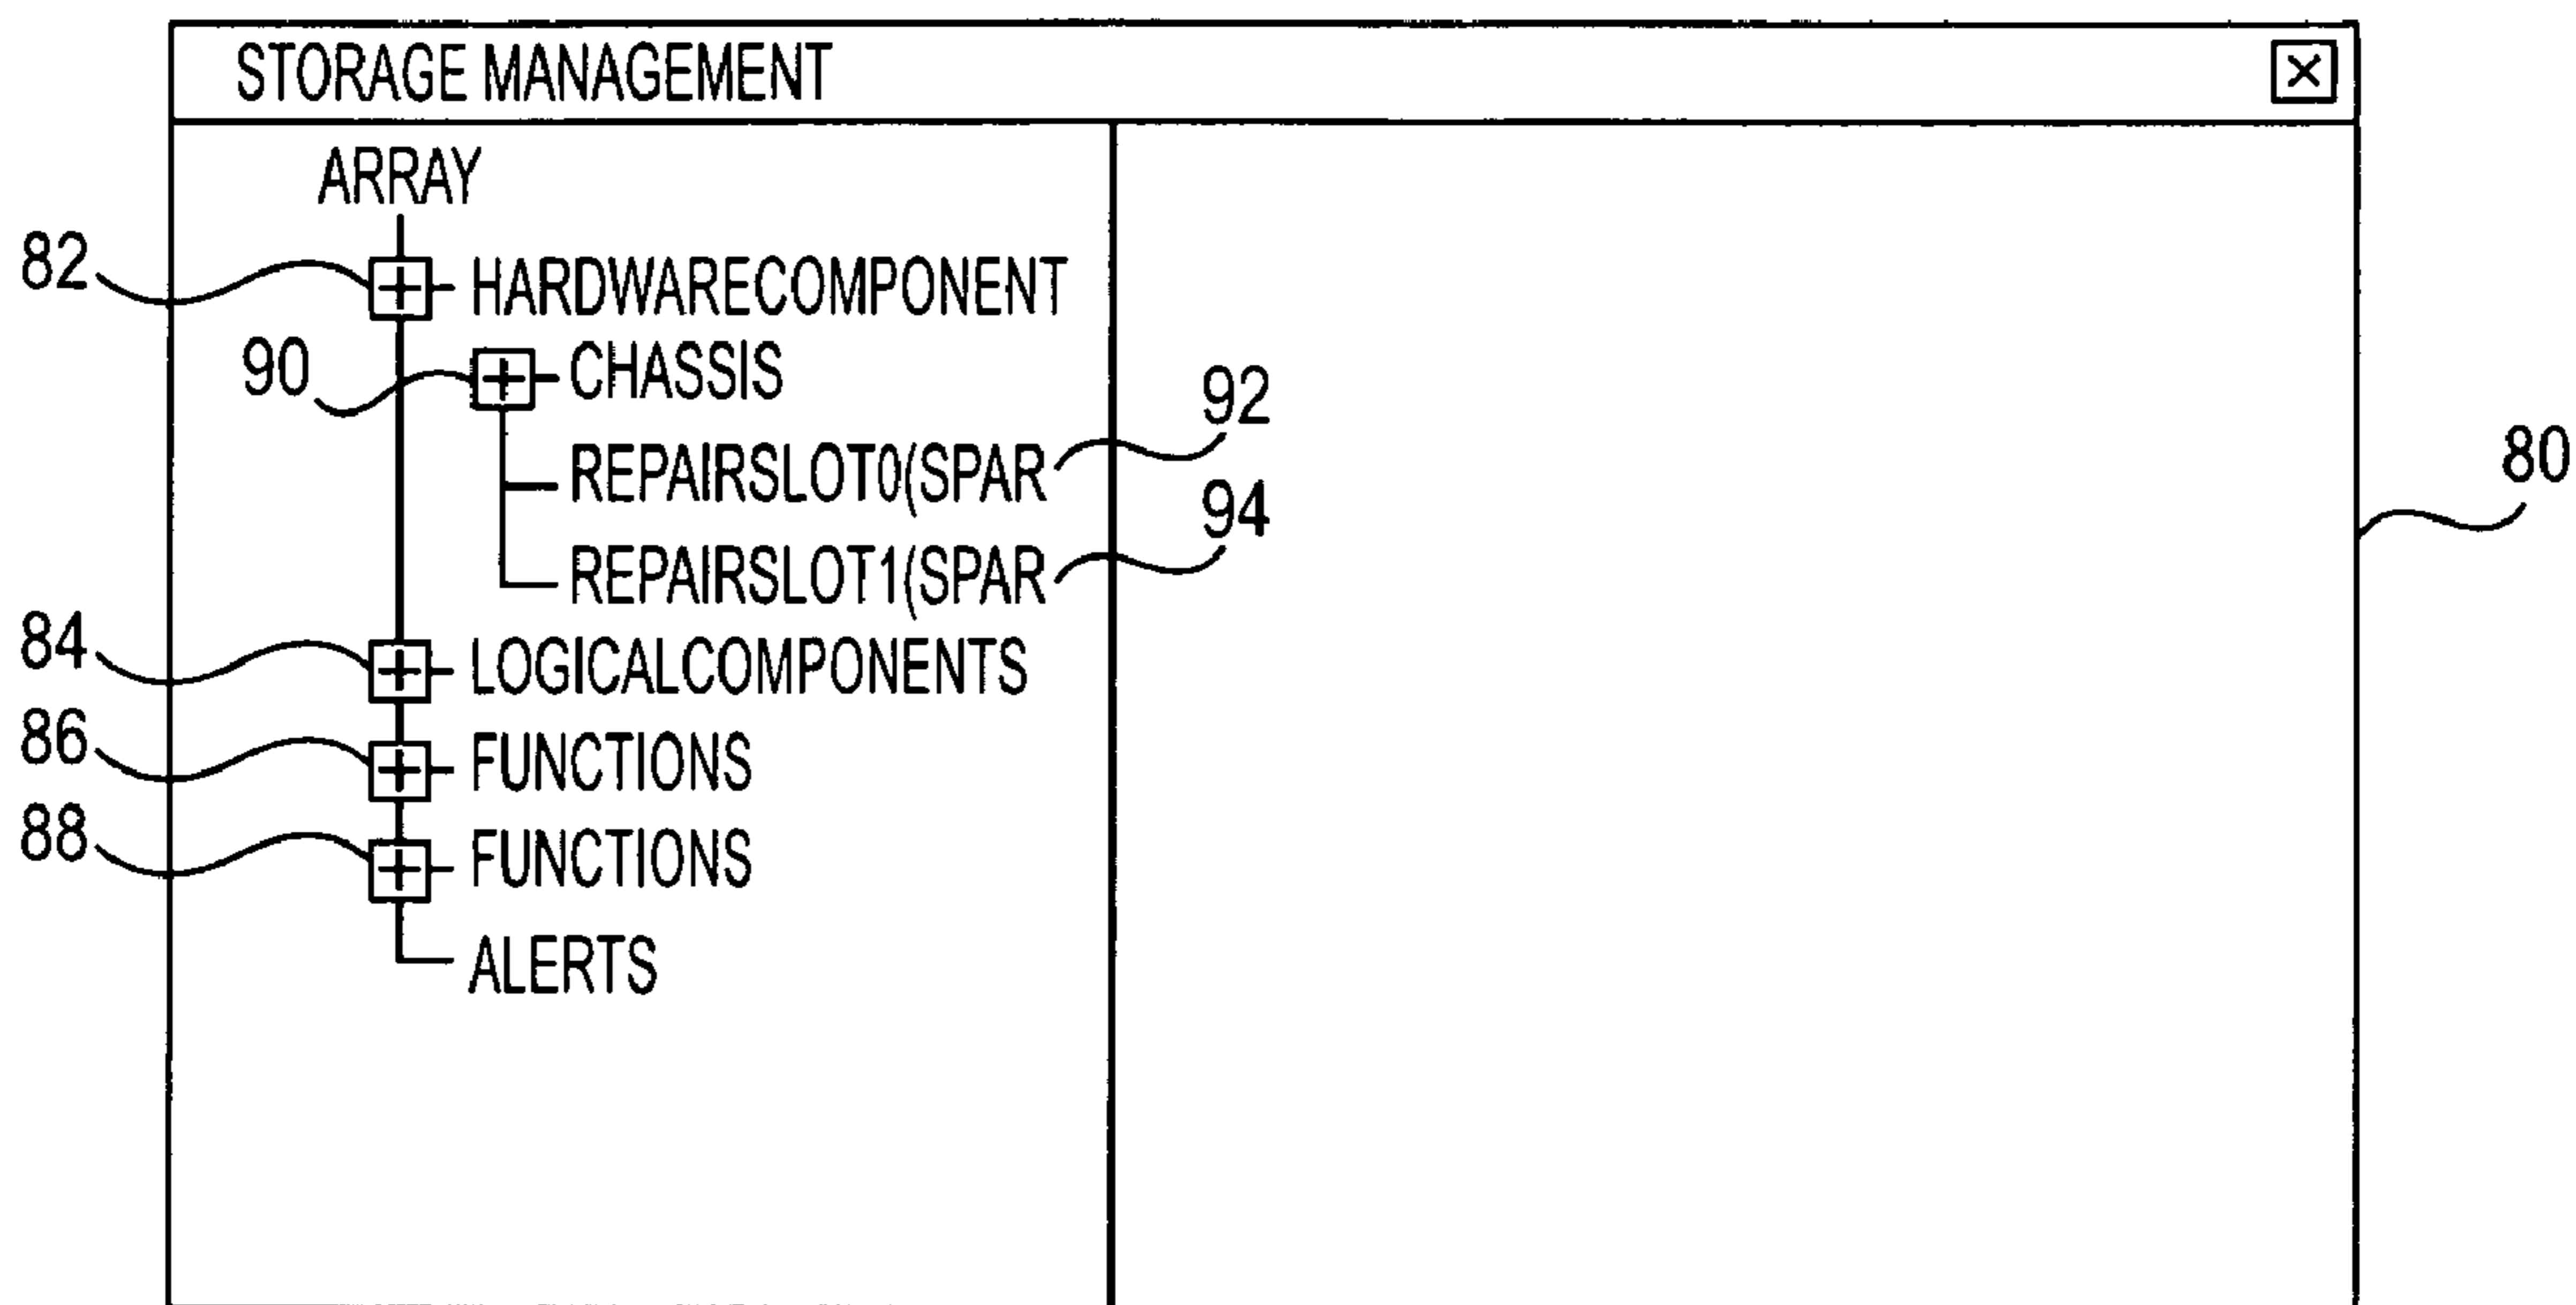 STORAGE MANAGEMENT
ARRAY
82
HARDWARECOMPONENT
90
CHASSIS
92
REPAIRSLOT0(SPAR
80
94
REPAIRSLOT1(SPAR
84
LOGICALCOMPONENTS
86
FUNCTIONS
88
FUNCTIONS
ALERTS